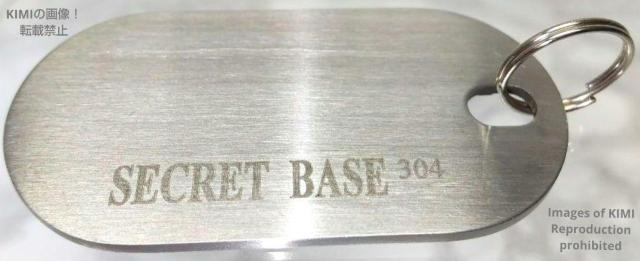 KIMIの画像！
転載禁止
SECRET BASE 304
Images of KIMI
Reproduction
prohibited